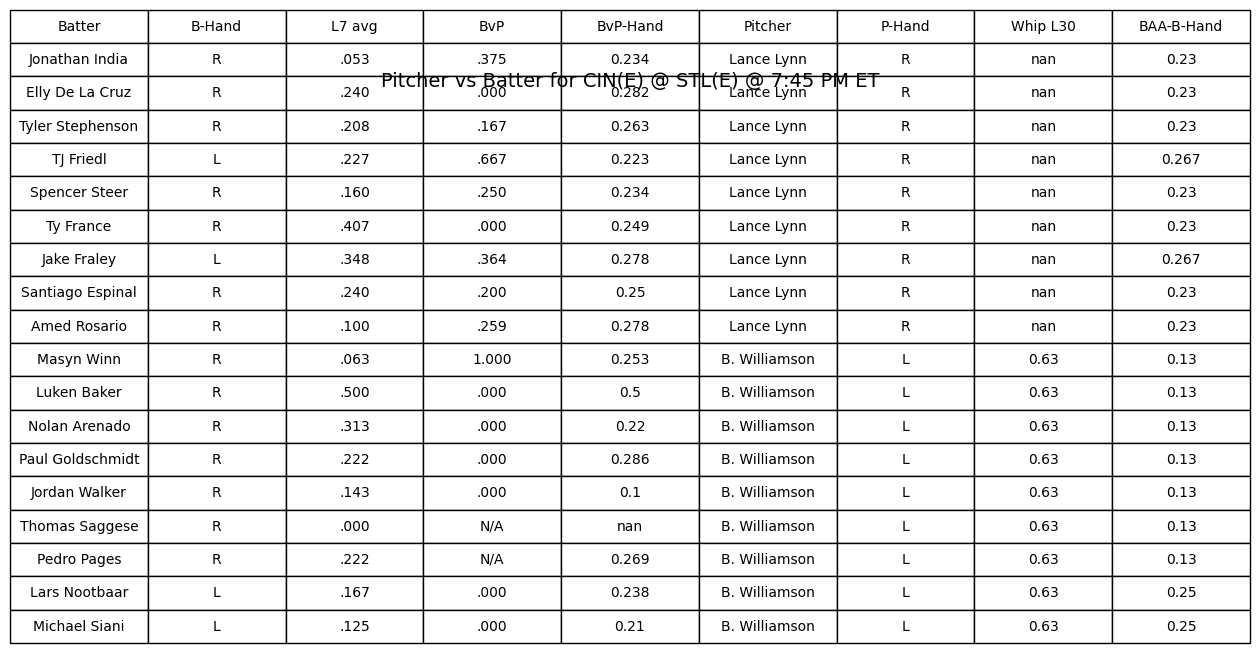 Batter B-Hand L7 avg BvP BvP-Hand Pitcher P-Hand Whip L30 BAA-B-Hand
Jonathan India R .053 .375 0.234 Lance Lynn R nan 0.23
Pitcher vs Batter for CIN(E) @ STL(E) @ 7:45 PM ET
Elly De La Cruz R .240 .000 0.282 Lance Lynn R nan 0.23
Tyler Stephenson R .208 .167 0.263 Lance Lynn R nan 0.23
TJ Friedl L .227 .667 0.223 Lance Lynn R nan 0.267
Spencer Steer R .160 .250 0.234 Lance Lynn R nan 0.23
Ty France R .407 .000 0.249 Lance Lynn R nan 0.23
Jake Fraley L .348 .364 0.278 Lance Lynn R nan 0.267
Santiago Espinal R .240 .200 0.25 Lance Lynn R nan 0.23
Amed Rosario R .100 .259 0.278 Lance Lynn R nan 0.23
Masyn Winn R .063 1.000 0.253 B. Williamson L 0.63 0.13
Luken Baker R .500 .000 0.5 B. Williamson L 0.63 0.13
Nolan Arenado R .313 .000 0.22 B. Williamson L 0.63 0.13
Paul Goldschmidt R .222 .000 0.286 B. Williamson L 0.63 0.13
Jordan Walker R .143 .000 0.1 B. Williamson L 0.63 0.13
Thomas Saggese R .000 N/A nan B. Williamson L 0.63 0.13
Pedro Pages R .222 N/A 0.269 B. Williamson L 0.63 0.13
Lars Nootbaar L .167 .000 0.238 B. Williamson L 0.63 0.25
Michael Siani L .125 .000 0.21 B. Williamson L 0.63 0.25